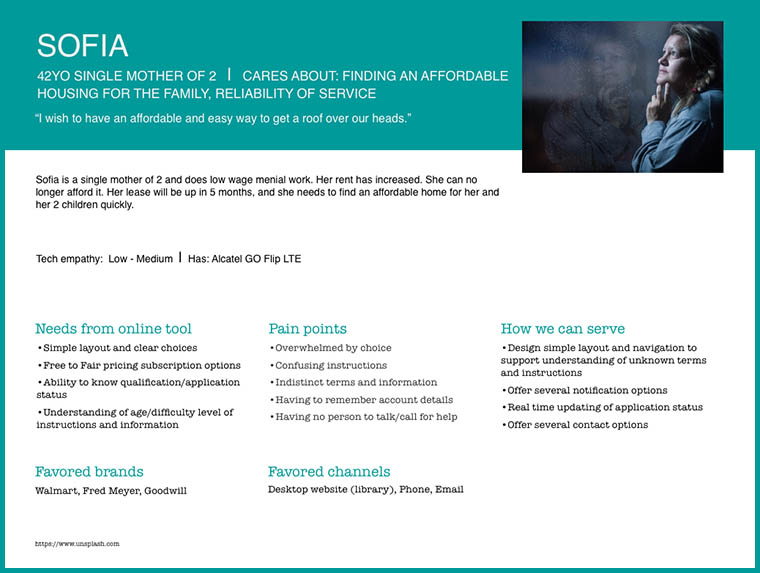 SOFIA
42YO SINGLE MOTHER OF 2 | CARES ABOUT: FINDING AN AFFORDABLE
HOUSING FOR THE FAMILY, RELIABILITY OF SERVICE
“I wish to have an affordable and easy way to get a roof over our heads.”
Sofia is a single mother of 2 and does low wage menial work. Her rent has increased. She can no
longer afford it. Her lease will be up in 5 months, and she needs to find an affordable home for her and
her 2 children quickly.
Tech empathy: Low - Medium | Has: Alcatel GO Flip LTE
Needs from online tool
•Simple layout and clear choices
•Free to Fair pricing subscription options
•Ability to know qualification/application
status
•Understanding of age/difficulty level of
instructions and information
Pain points
•Overwhelmed by choice
•Confusing instructions
•Indistinct terms and information
•Having to remember account details
•Having no person to talk/call for help
How we can serve
•Design simple layout and navigation to
support understanding of unknown terms
and instructions
•Offer several notification options
•Real time updating of application status
•Offer several contact options
Favored brands
Walmart, Fred Meyer, Goodwill
Favored channels
Desktop website (library), Phone, Email
https://www.unsplash.com